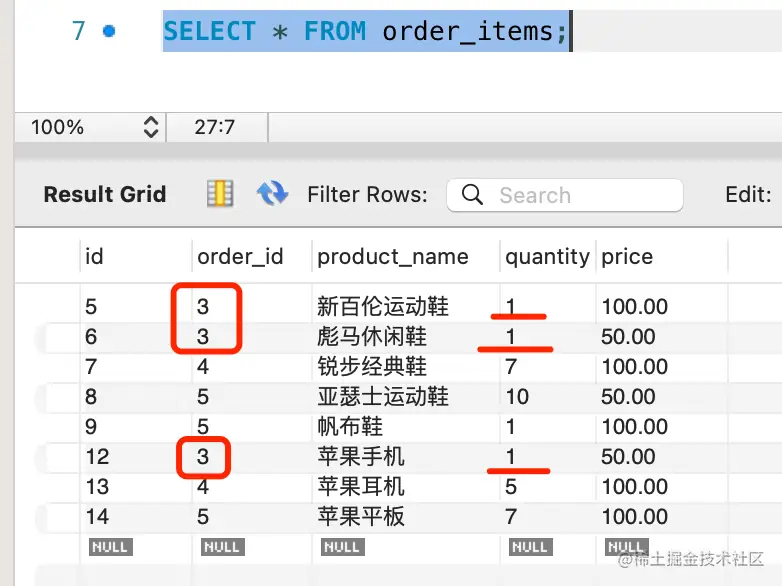 7 SELECT * FROM order_items;
100% 27:7
Result Grid Filter Rows: Search Edit:
id order_id product_name quantity price
5 3 新百伦运动鞋 1 100.00
6 3 彪马休闲鞋 1 50.00
7 4 锐步经典鞋 7 100.00
8 5 亚瑟士运动鞋 10 50.00
9 5 帆布鞋 1 100.00
12 3 苹果手机 1 50.00
13 4 苹果耳机 5 100.00
14 5 苹果平板 7 100.00
NULL NULL NULL NULL NULL
@稀土掘金技术社区